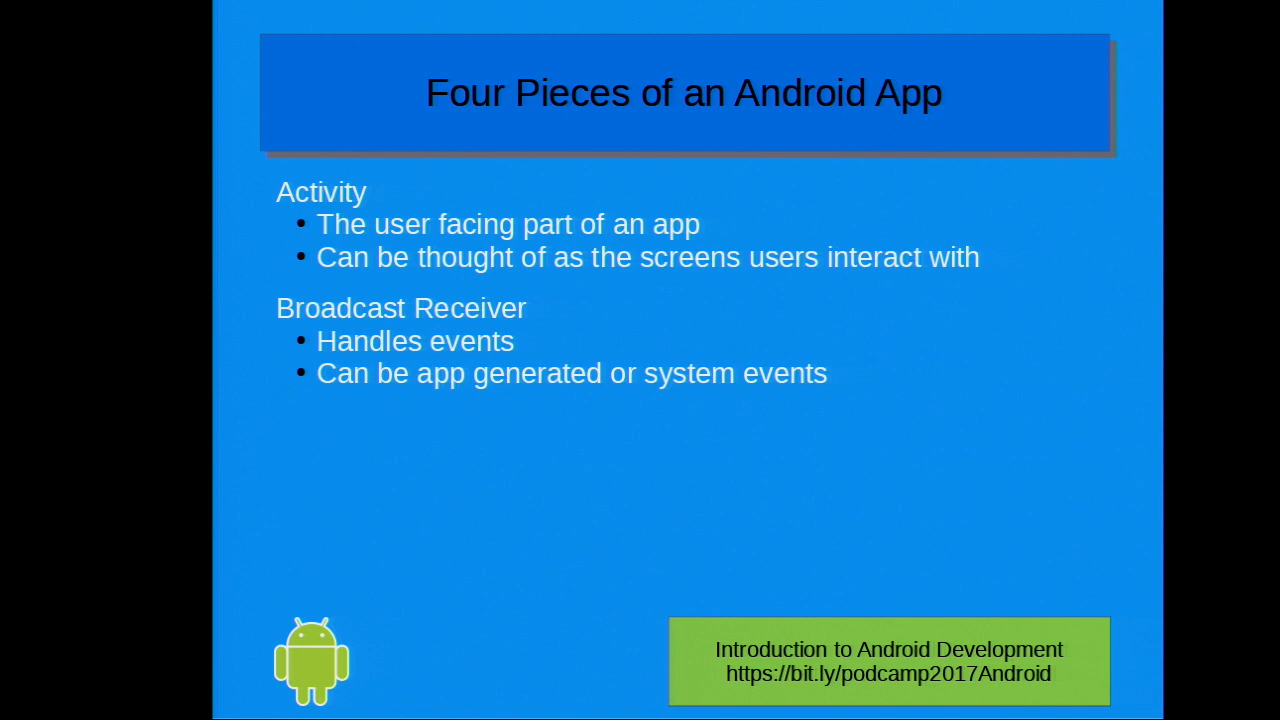 Four Pieces of an Android App
Activity
• The user facing part of an app
• Can be thought of as the screens users interact with
Broadcast Receiver
• Handles events
• Can be app generated or system events
Introduction to Android Development
https://bit.ly/podcamp2017Android